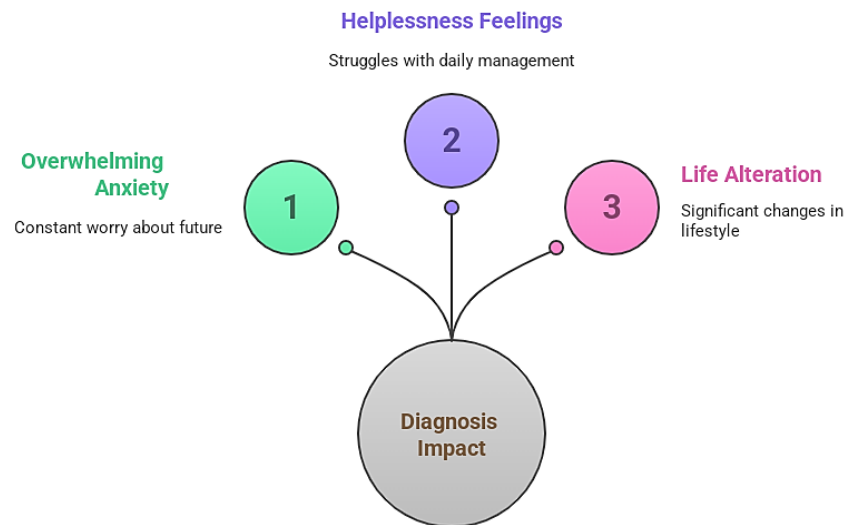 Helplessness Feelings
Struggles with daily management
2
Overwhelming
Anxiety
Constant worry about future
1
3
Life Alteration
Significant changes in
lifestyle
Diagnosis
Impact